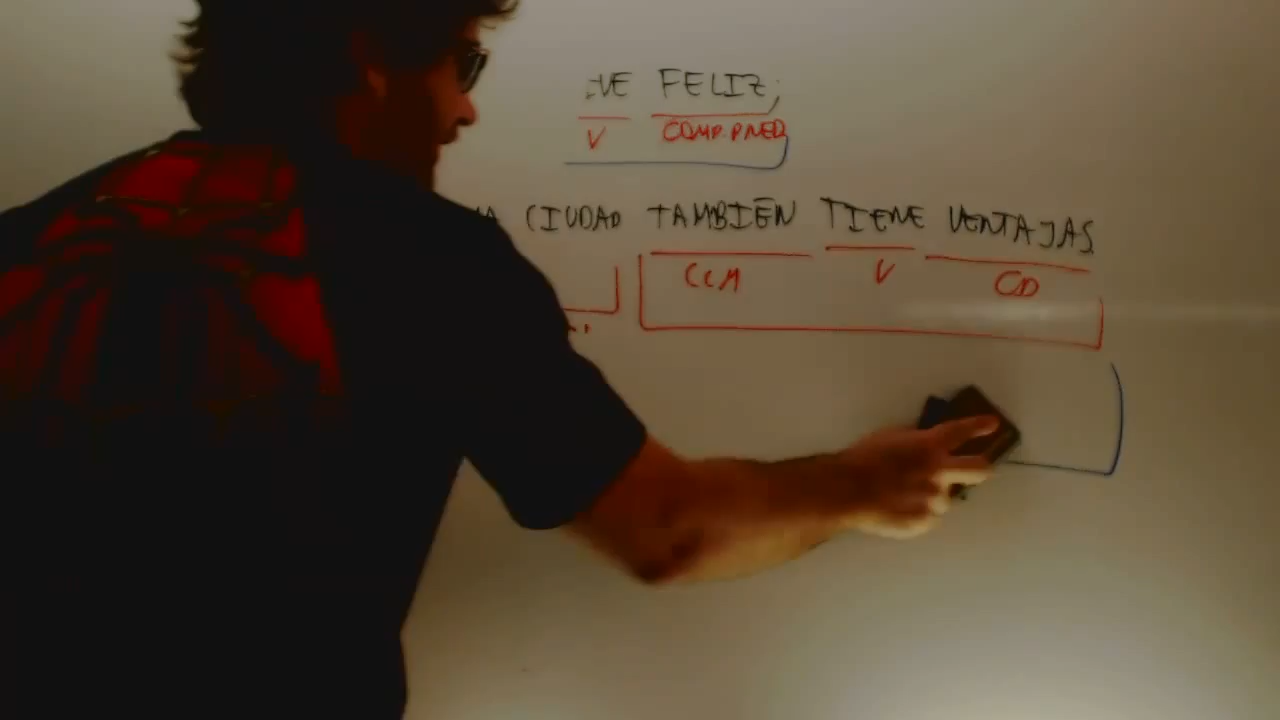 FELIZ;
V COMP. PRED
CIUDAD TAMBIÉN TIENE VENTAJAS
CCM V CD